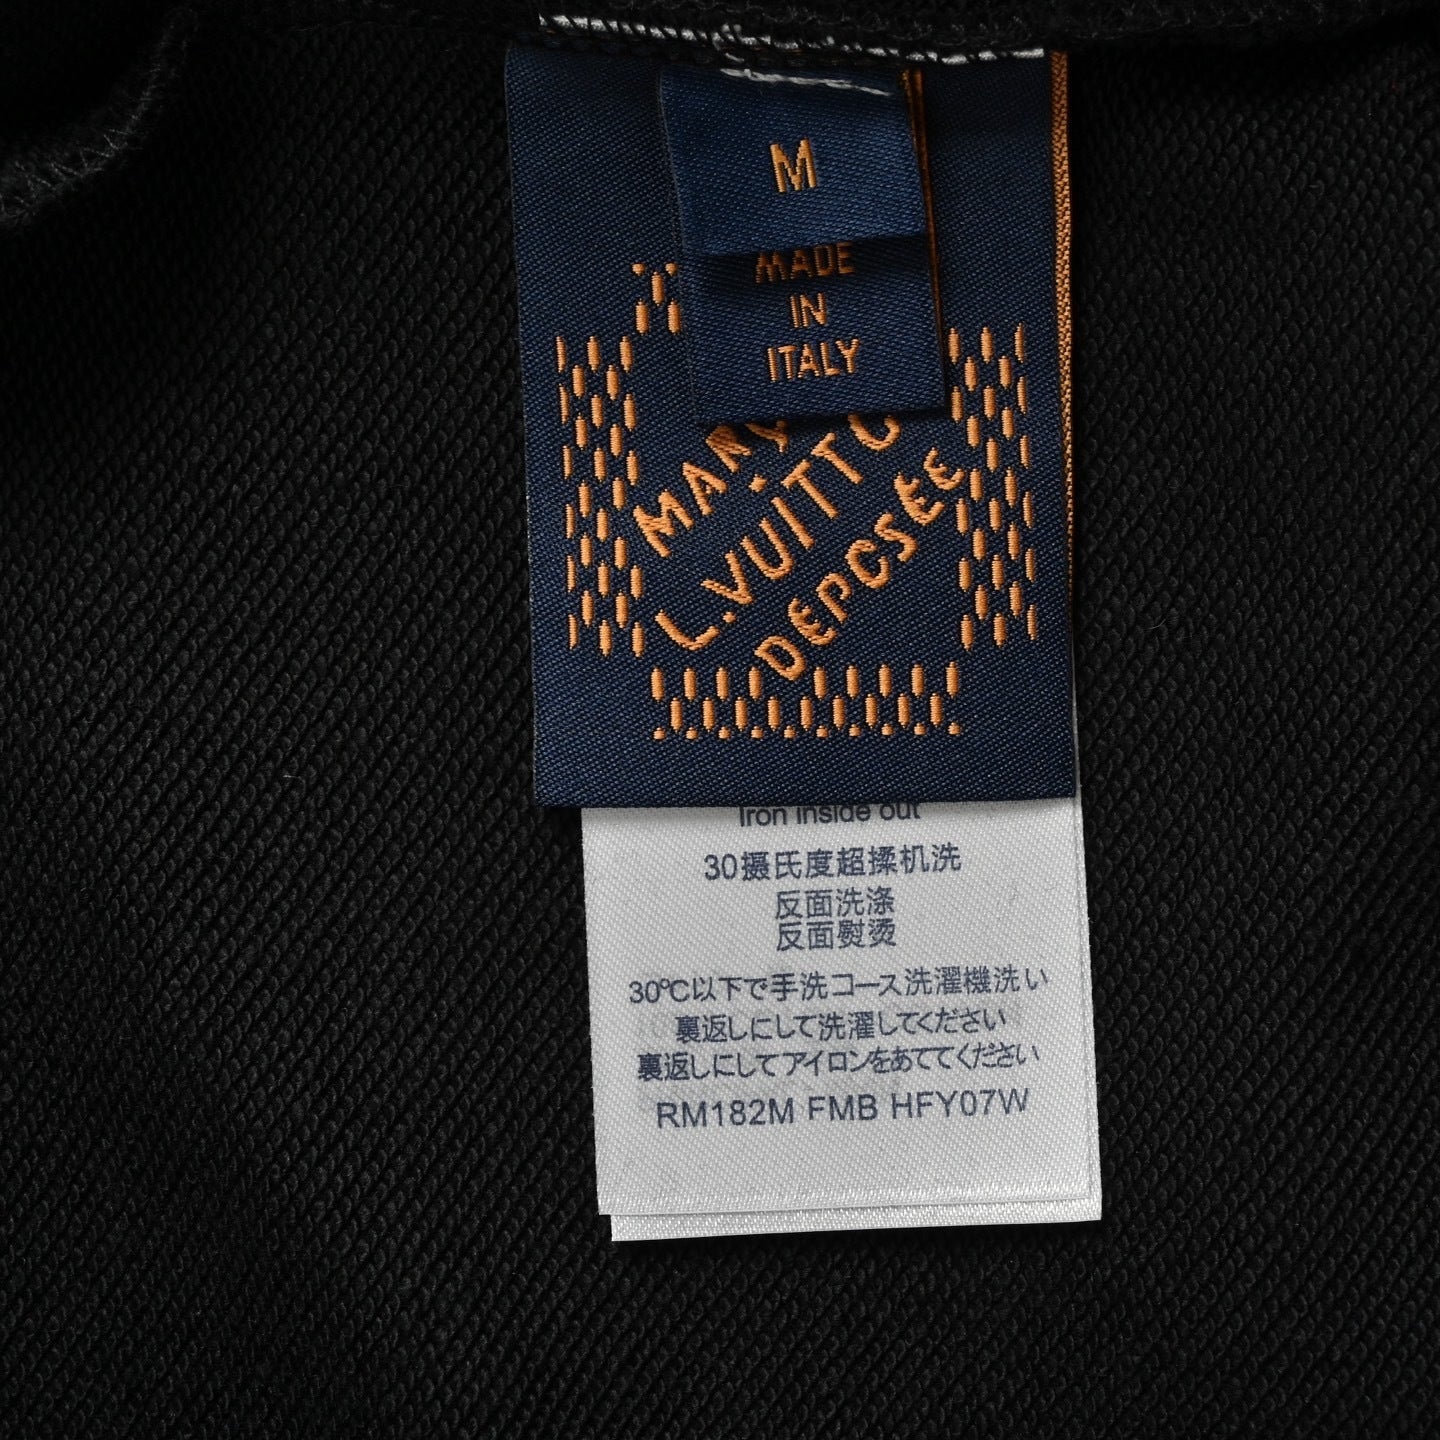 M
MADE
IN
ITALY
L.VUITTO
DEPCSEE
Iron inside out
30摄氏度超揉机洗
反面洗涤
反面熨烫
30°C以下で手洗コース洗濯機洗い
裏返しにして洗濯してください
裏返しにしてアイロンをあててください
RM182M FMB HFY07W